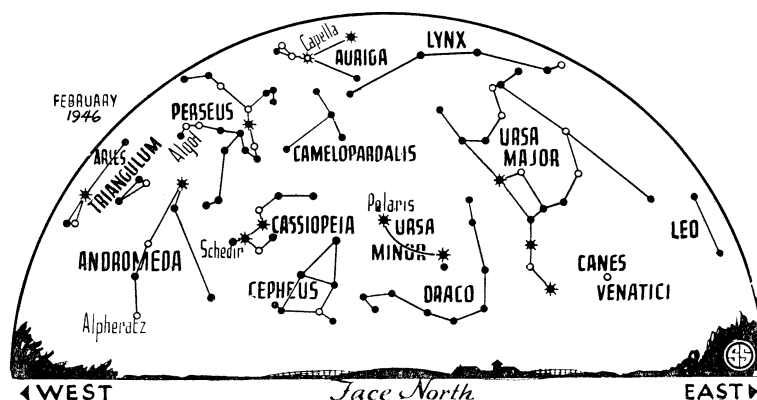 Capella
AURIGA
LYNX
FEBRUARY
1946
PERSEUS
Algol
ARIES
TRIANGULUM
CAMELOPARDALIS
URSA
MAJOR
Polaris
CASSIOPEIA
URSA
MINOR
Schedir
LEO
ANDROMEDA
CEPHEUS
DRACO
CANES
VENATICI
Alpheratz
SS
WEST
Face North
EAST